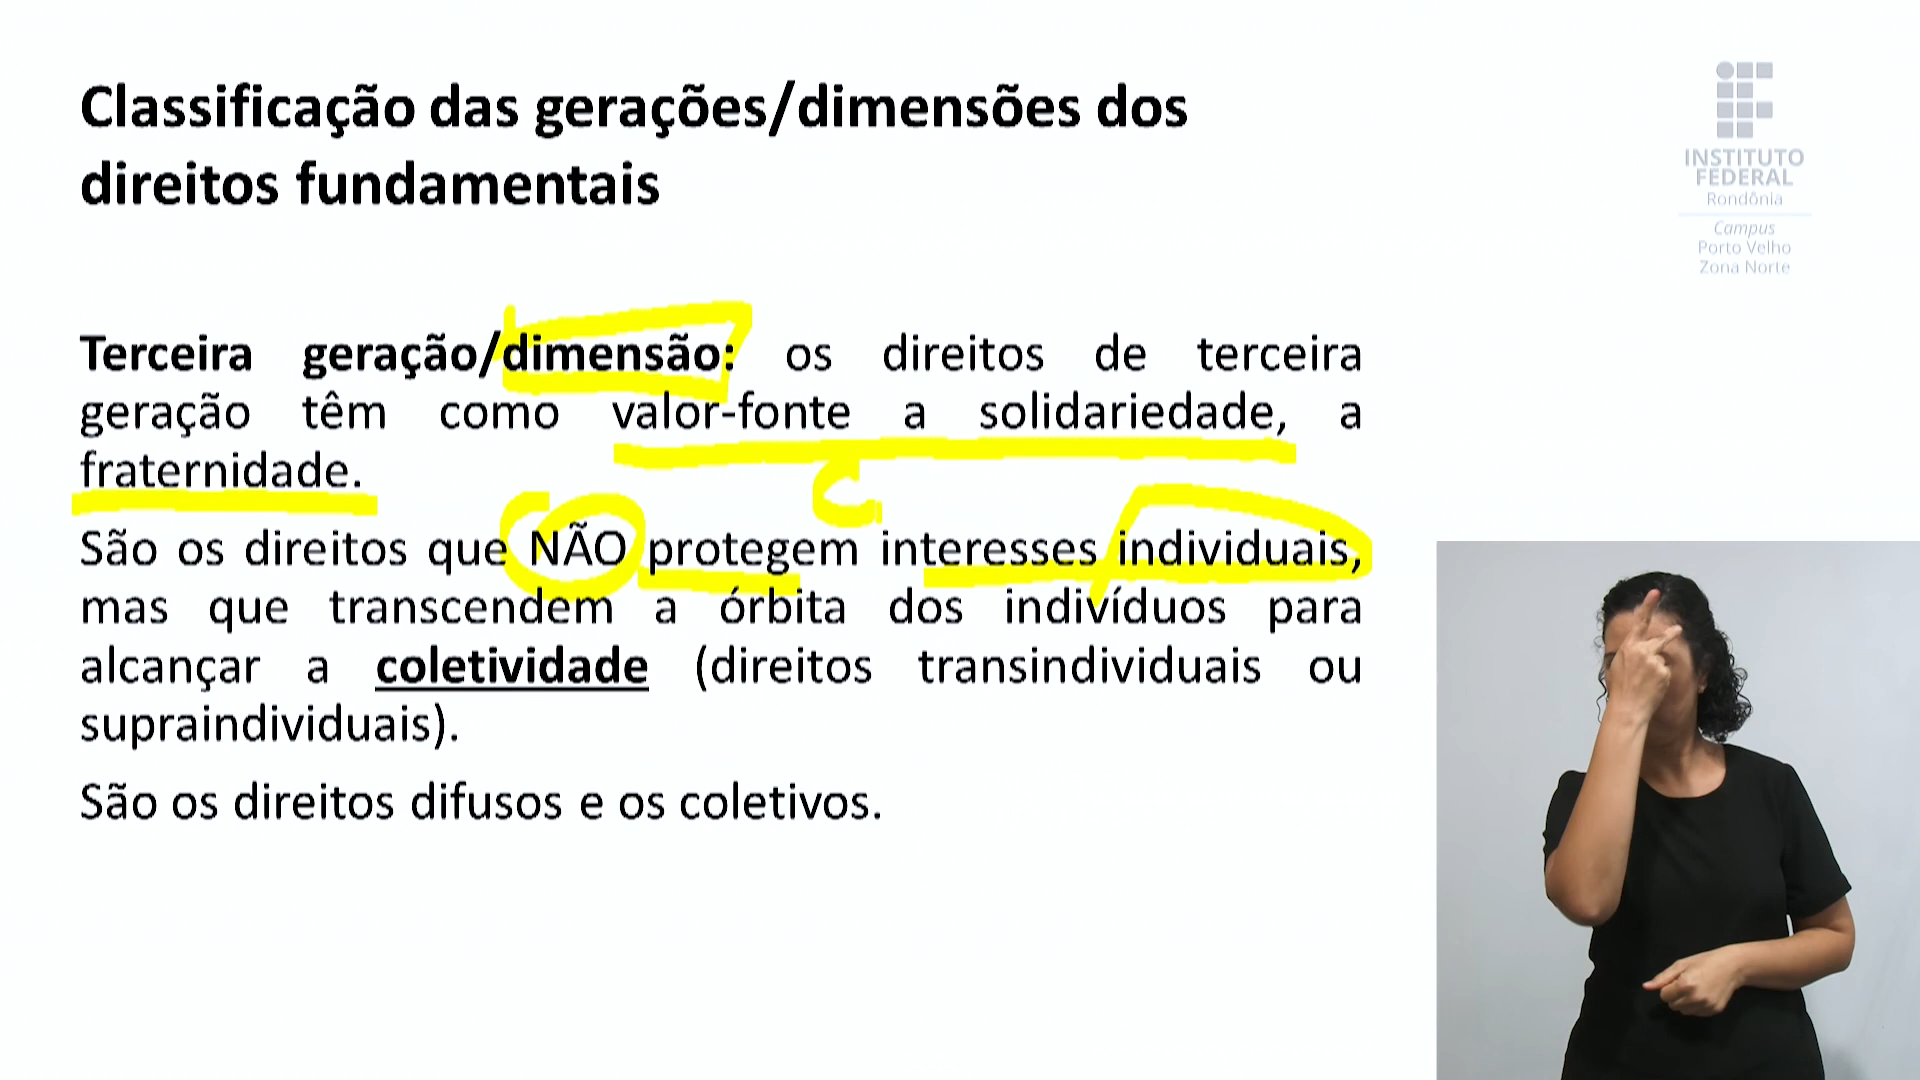 Classificação das gerações/dimensões dos
direitos fundamentais
INSTITUTO
FEDERAL
Rondônia
Campus
Porto Velho
Zona Norte
Terceira geração/dimensão: os direitos de terceira
geração têm como valor-fonte a solidariedade, a
fraternidade.
São os direitos que NÃO protegem interesses individuais,
mas que transcendem a órbita dos indivíduos para
alcançar a coletividade (direitos transindividuais ou
supraindividuais).
São os direitos difusos e os coletivos.